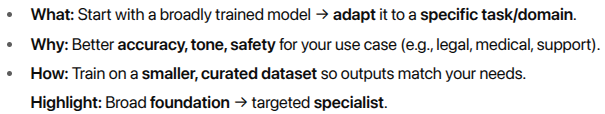 • What: Start with a broadly trained model → adapt it to a specific task/domain.
• Why: Better accuracy, tone, safety for your use case (e.g., legal, medical, support).
• How: Train on a smaller, curated dataset so outputs match your needs.
Highlight: Broad foundation → targeted specialist.